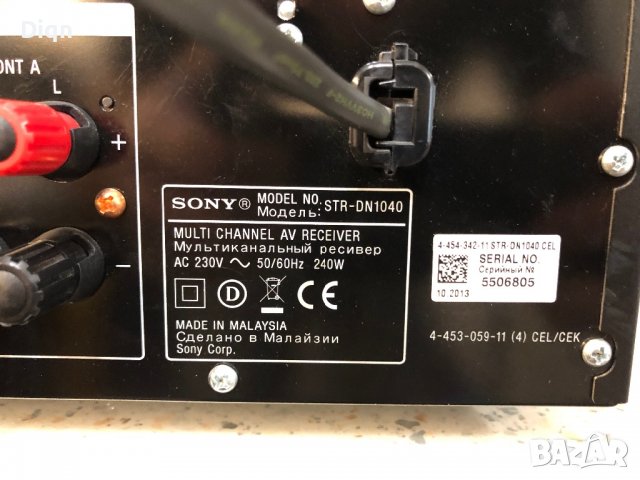 Diqn
ONT A
L
+
−
SONY® MODEL NO. STR-DN1040
Модель:
MULTI CHANNEL AV RECEIVER
Мультиканальный ресивер
AC 230V ～ 50/60Hz 240W
D
CE
MADE IN MALAYSIA
Сделано в Малайзии
Sony Corp.
4-454-342-11 STR-DN1040 CEL
SERIAL NO.
Серийный №
5506805
10.2013
4-453-059-11 (4) CEL/CEK
BAZAR